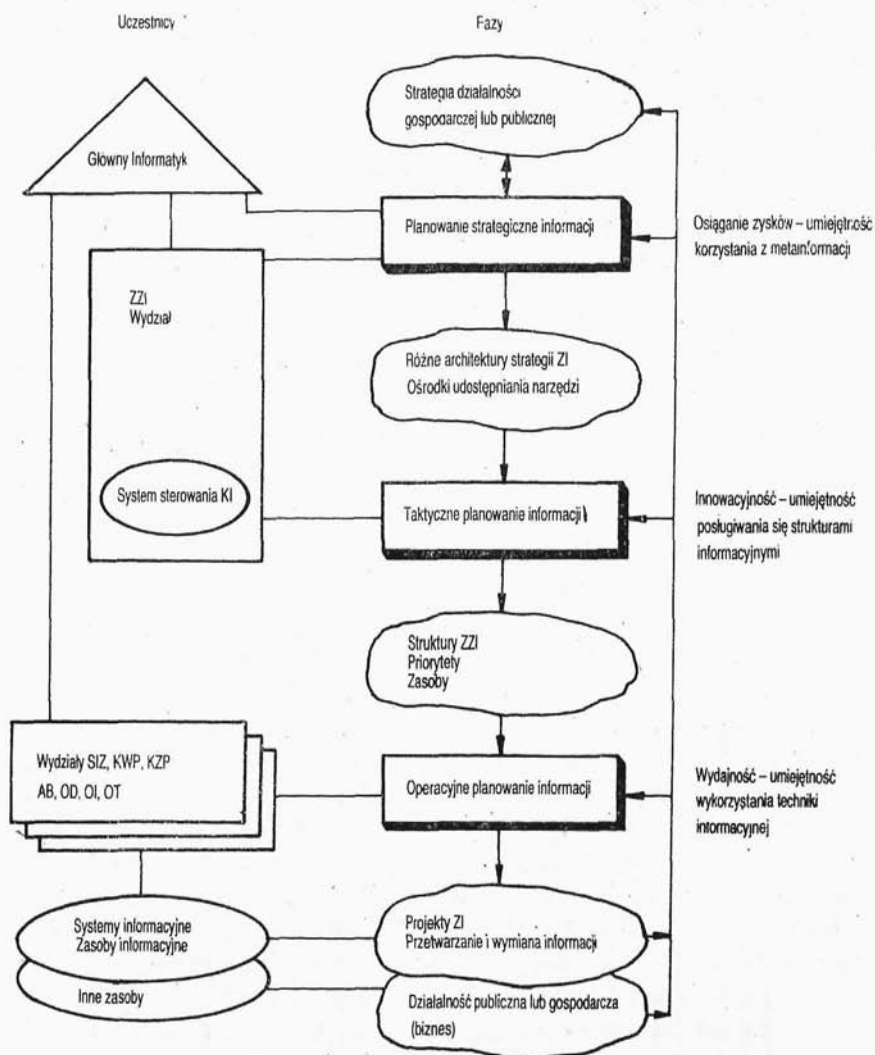 Uczestnicy
Fazy
Strategia działalności
gospodarczej lub publicznej
Główny Informatyk
Planowanie strategiczne informacji
Osiąganie zysków – umiejętność
korzystania z metainformacji
ZZI
Wydział
Różne architektury strategii ZI
Ośrodki udostępniania narzędzi
System sterowania KI
Taktyczne planowanie informacji
Innowacyjność – umiejętność
posługiwania się strukturami
informacyjnymi
Struktury ZZI
Priorytety
Zasoby
Wydziały SIZ, KWP, KZP
AB, OD, OI, OT
Operacyjne planowanie informacji
Wydajność – umiejętność
wykorzystania techniki
informacyjnej
Systemy informacyjne
Zasoby informacyjne
Projekty ZI
Przetwarzanie i wymiana informacji
Inne zasoby
Działalność publiczna lub gospodarcza
(biznes)